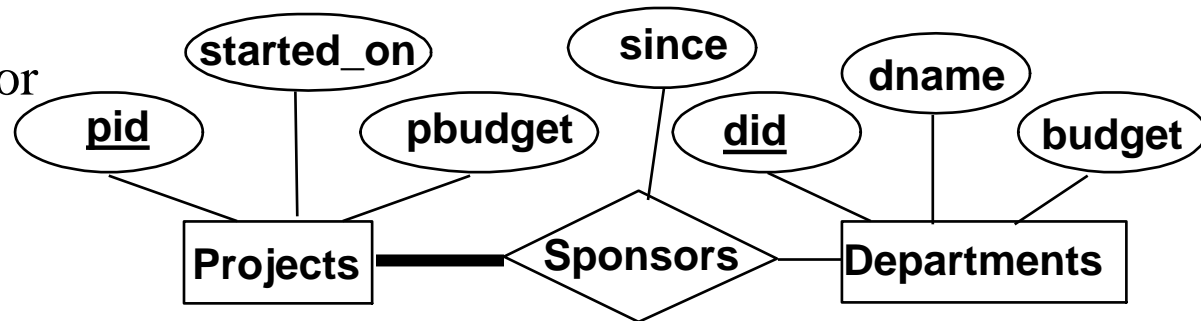 started_on
since
or
dname
pid
pbudget
did
budget
Projects
Sponsors
Departments